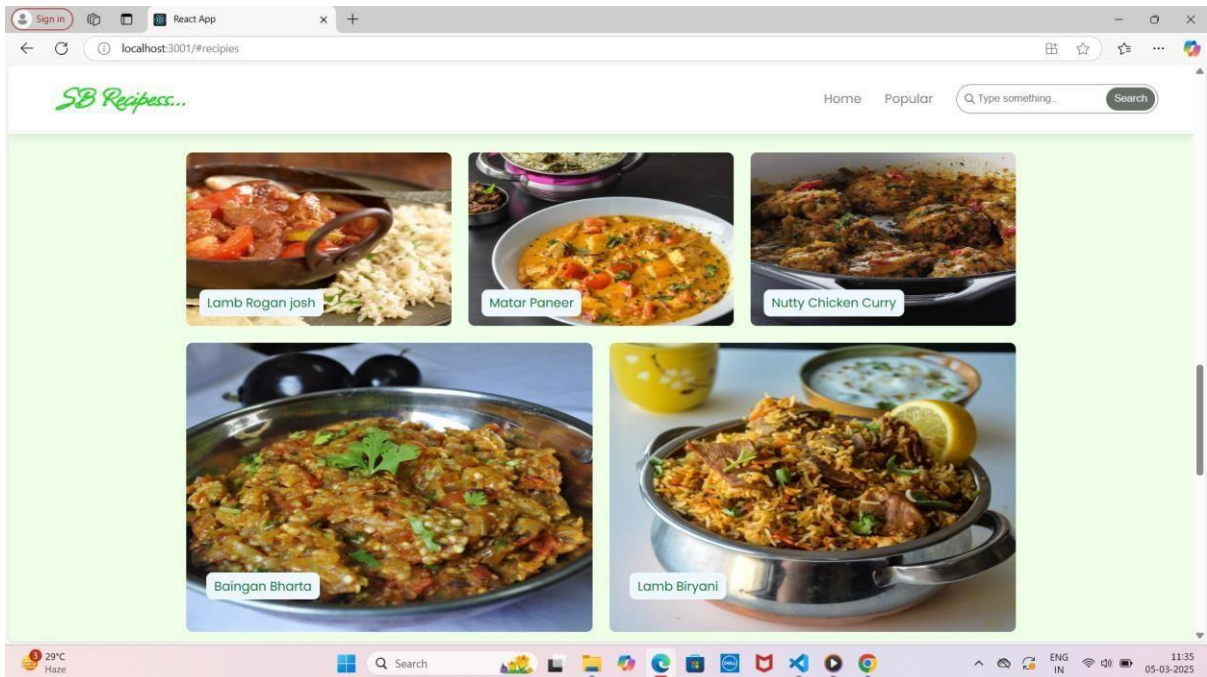 Sign in
React App
localhost:3001/#recipies
SB Recipess...
Home
Popular
Type something..
Search
Lamb Rogan josh
Matar Paneer
Nutty Chicken Curry
Baingan Bharta
Lamb Biryani
3
29°C
Haze
Search
ENG
IN
11:35
05-03-2025